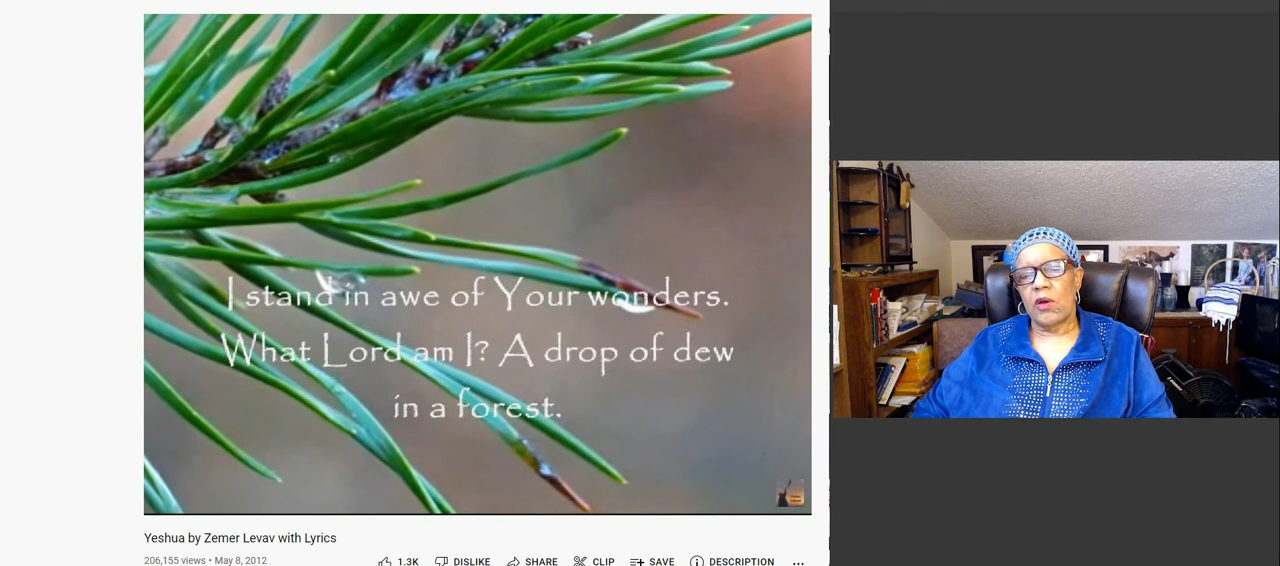 I stand in awe of Your wonders.
What Lord am I? A drop of dew
in a forest.
Yeshua by Zemer Levav with Lyrics
206,155 views • May 8, 2012
1.3K DISLIKE SHARE CLIP SAVE DESCRIPTION ...